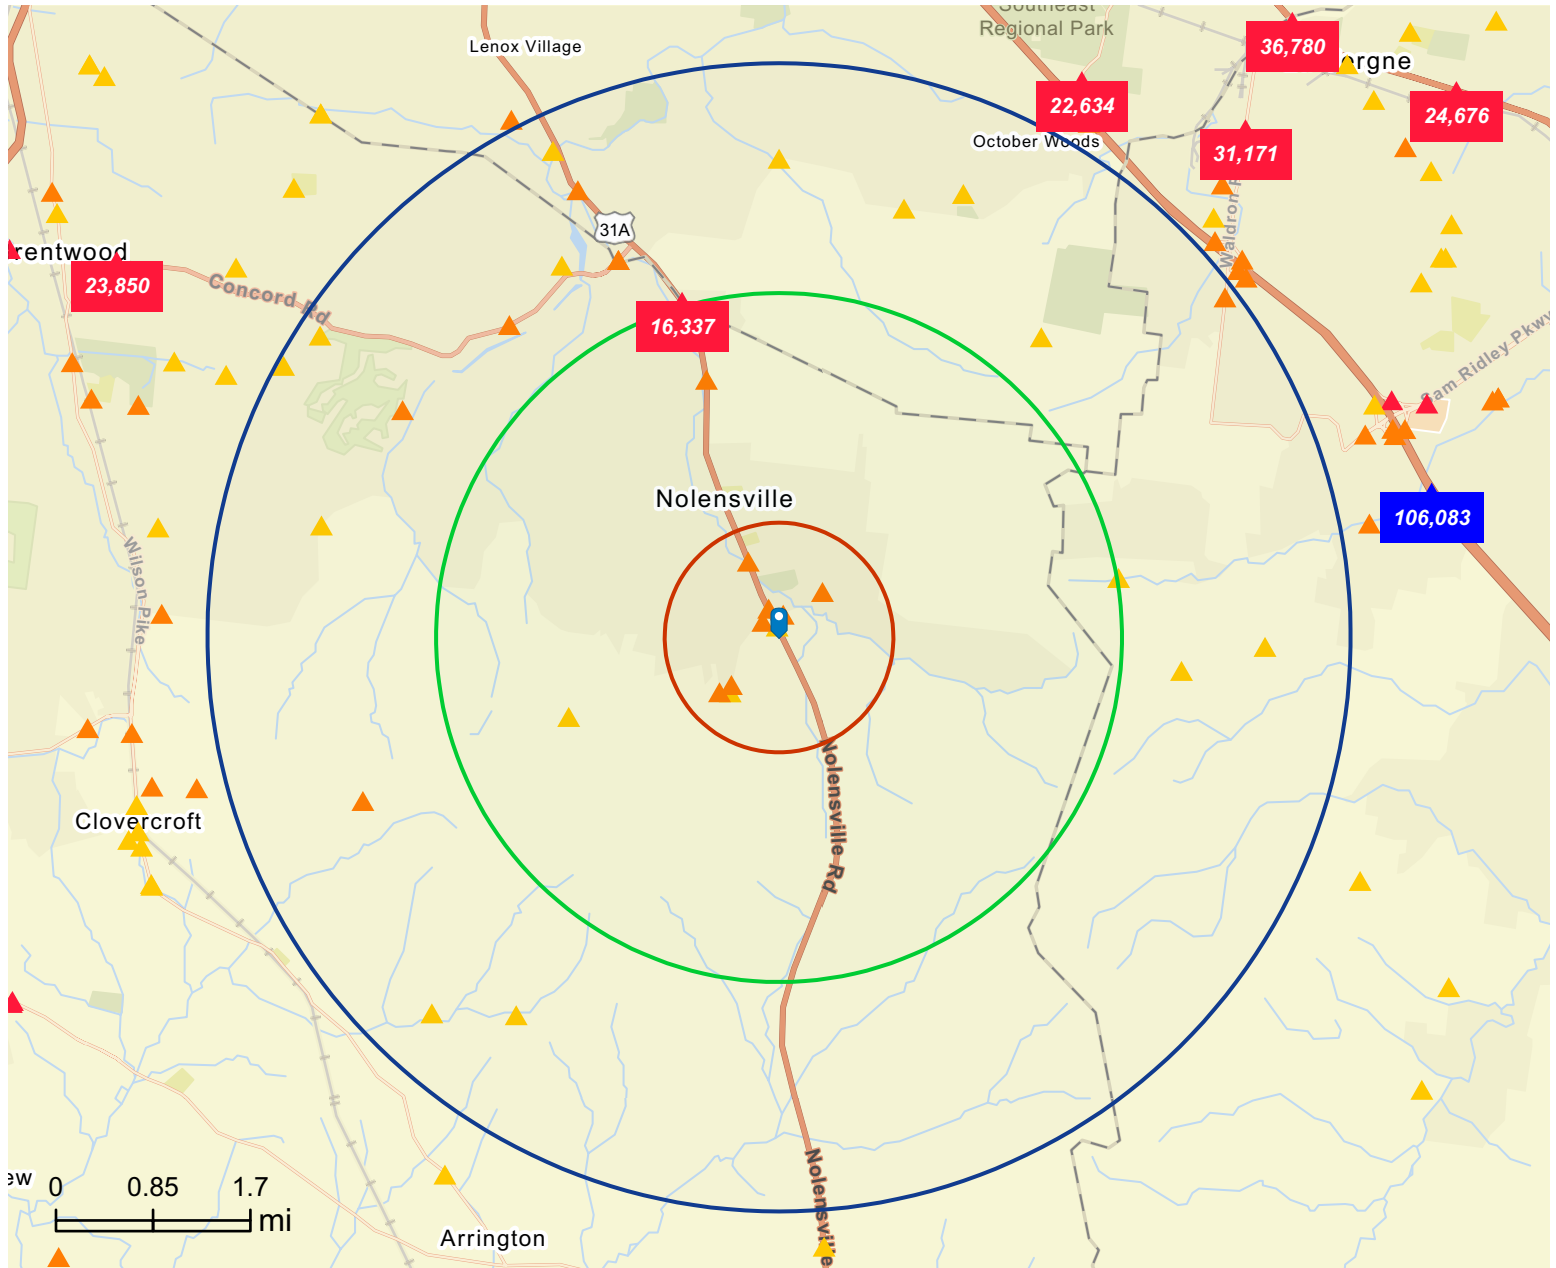 Southeast
Regional Park
Lenox Village
36,780
ergne
22,634
24,676
October Woods
31,171
31A
rentwood
23,850
Concord Rd
Waldron P
16,337
Sam Ridley Pkwy
Nolensville
106,083
Wilson Pike
Nolensville Rd
Clovercroft
Nolensville
ew
0 0.85 1.7
mi
Arrington